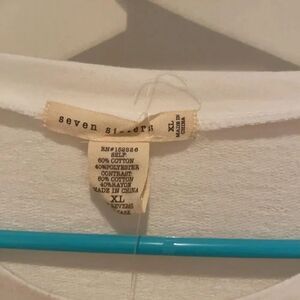 seven sisters
XL
MADE IN
CHINA
RN#152826
SELF
60% COTTON
40%POLYESTER
CONTRAST
60% COTTON
40%RAYON
MADE IN CHINA
XL